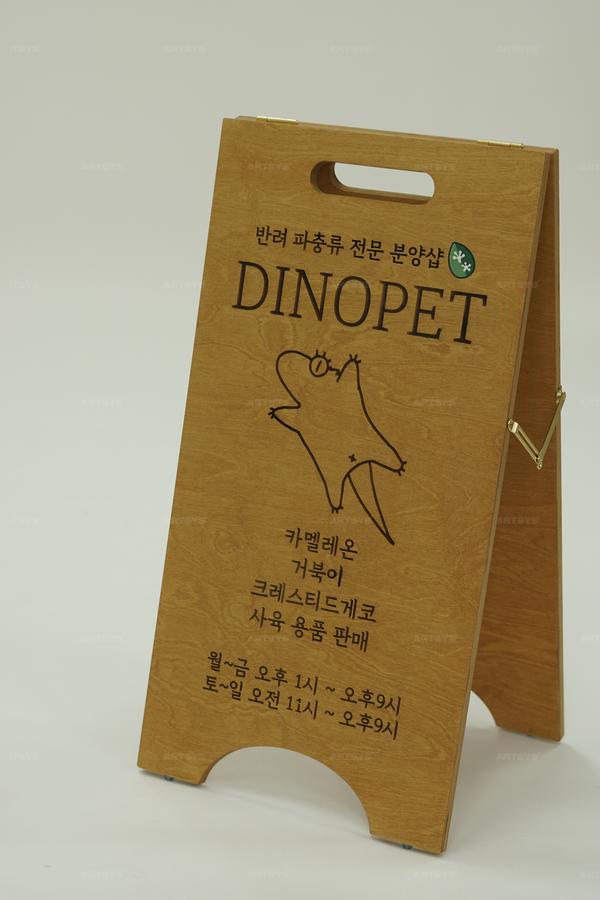 반려 파충류 전문 분양샵
DINOPET
카멜레온
거북이
크레스티드게코
사육 용품 판매
월~금 오후 1시 ~ 오후9시
토~일 오전 11시 ~ 오후9시